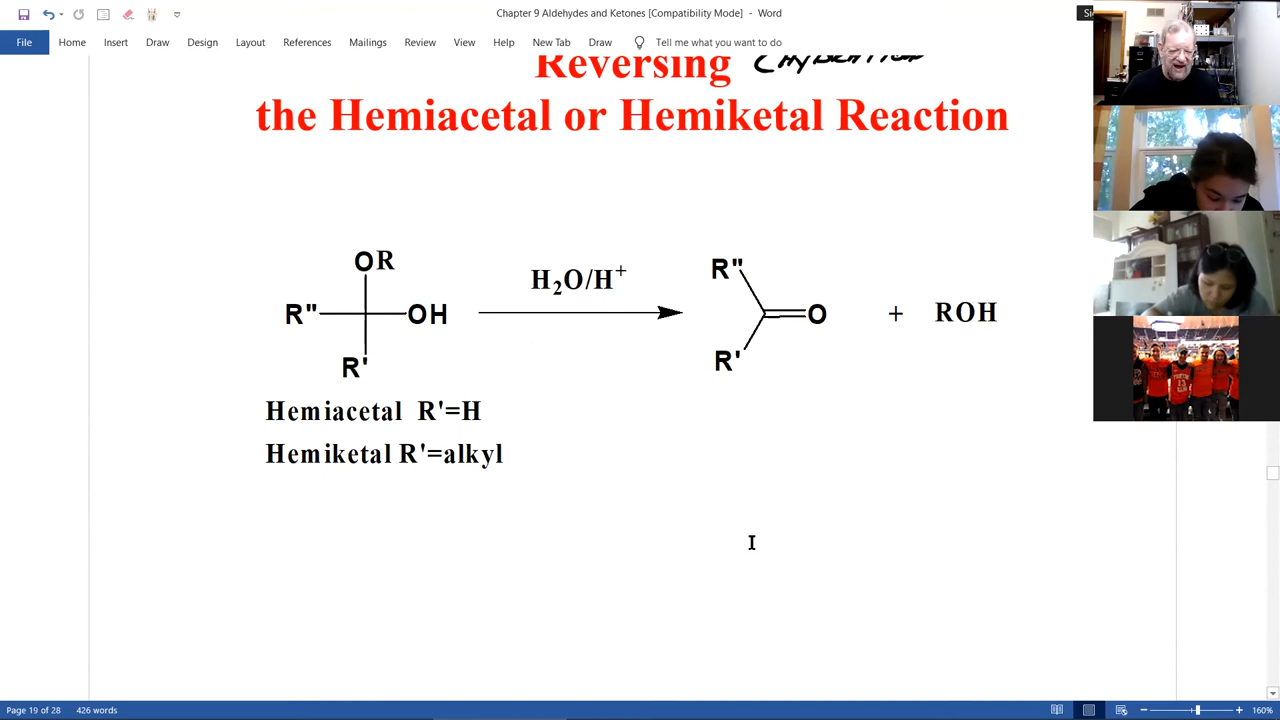 Chapter 9 Aldehydes and Ketones [Compatibility Mode] - Word
File Home Insert Draw Design Layout References Mailings Review View Help New Tab Draw Tell me what you want to do
Reversing
the Hemiacetal or Hemiketal Reaction
OR
R" OH
R'
H₂O/H⁺
R"
O + ROH
R'
Hemiacetal R'=H
Hemiketal R'=alkyl
Page 19 of 28 426 words 160%